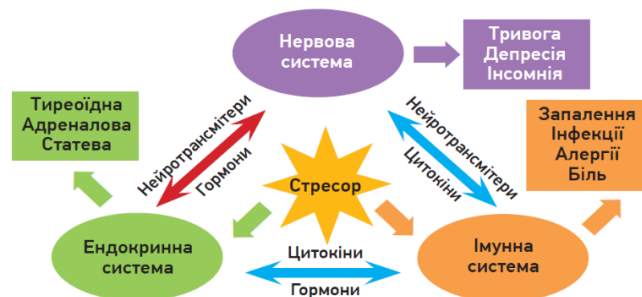 Нервова
система
Тривога
Депресія
Інсомнія
Тиреоїдна
Адреналова
Статева
Запалення
Інфекції
Алергії
Біль
Нейротрансмітери
Гормони
Нейротрансмітери
Цитокіни
Стресор
Ендокринна
система
Цитокіни
Гормони
Імунна
система